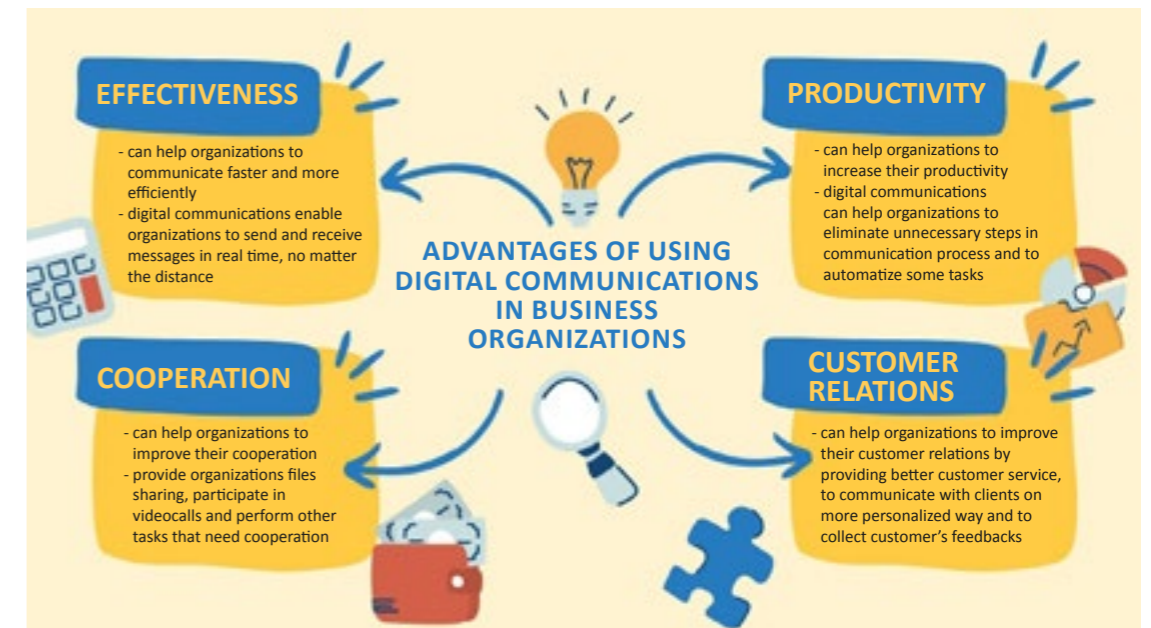 EFFECTIVENESS
- can help organizations to
communicate faster and more
efficiently
- digital communications enable
organizations to send and receive
messages in real time, no matter
the distance
PRODUCTIVITY
- can help organizations to
increase their productivity
- digital communications
can help organizations to
eliminate unnecessary steps in
communication process and to
automatize some tasks
ADVANTAGES OF USING
DIGITAL COMMUNICATIONS
IN BUSINESS
ORGANIZATIONS
COOPERATION
- can help organizations to
improve their cooperation
- provide organizations files
sharing, participate in
videocalls and perform other
tasks that need cooperation
CUSTOMER
RELATIONS
- can help organizations to improve
their customer relations by
providing better customer service,
to communicate with clients on
more personalized way and to
collect customer's feedbacks